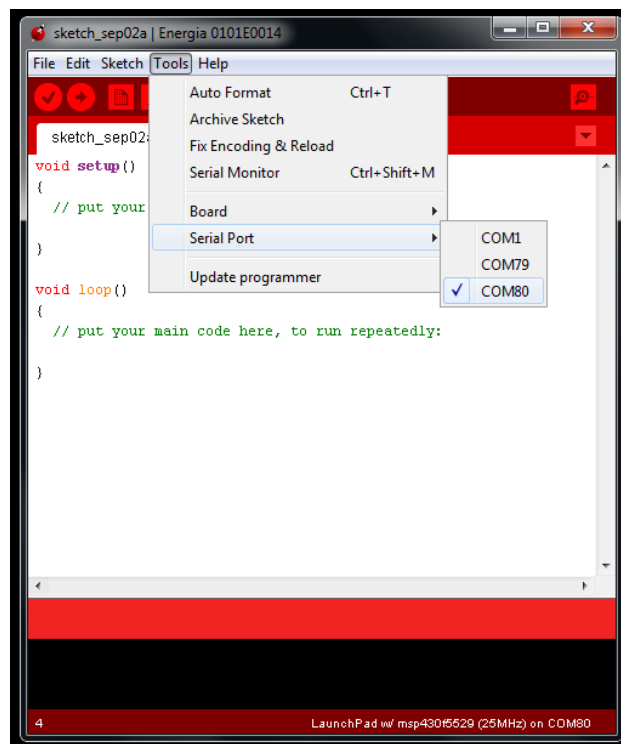 sketch_sep02a | Energia 0101E0014
File Edit Sketch Tools Help
sketch_sep02a
Auto Format Ctrl+T
Archive Sketch
Fix Encoding & Reload
Serial Monitor Ctrl+Shift+M
Board
Serial Port
Update programmer
COM1
COM79
COM80
void setup()
{
// put your
}
void loop()
{
// put your main code here, to run repeatedly:
}
4
LaunchPad w/ msp430f5529 (25MHz) on COM80